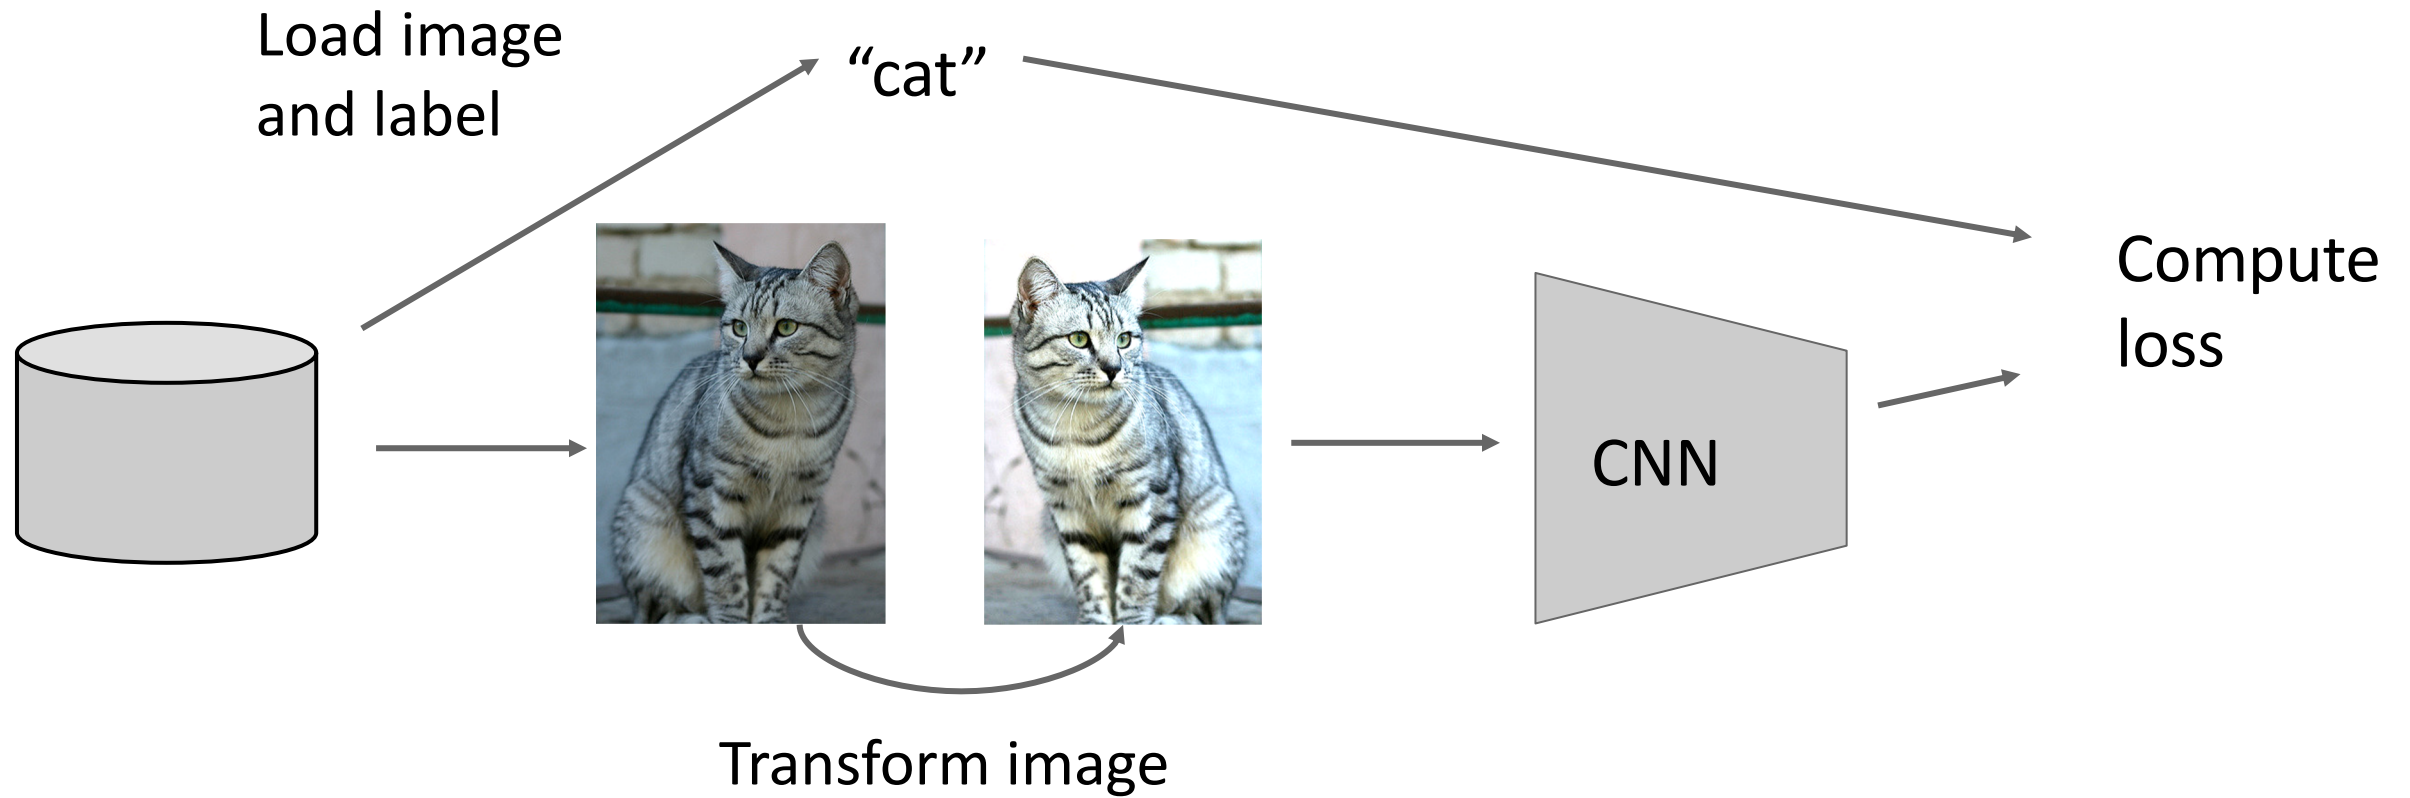 Load image
and label
“cat”
Compute
loss
CNN
Transform image